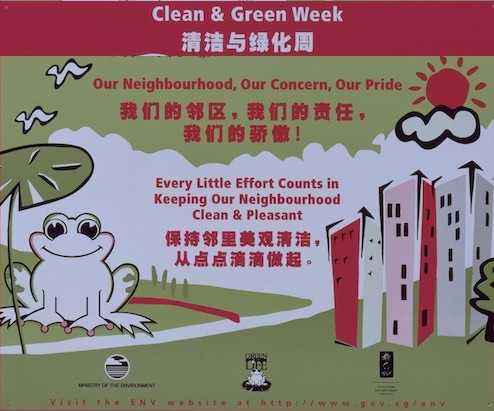 Clean & Green Week
清洁与绿化周
Our Neighbourhood, Our Concern, Our Pride
我们的邻区，我们的责任，
我们的骄傲！
Every Little Effort Counts in
Keeping Our Neighbourhood
Clean & Pleasant
保持邻里美观清洁，
从点点滴滴做起。
GREEN
LIFE
MINISTRY OF THE ENVIRONMENT
Visit the ENV website at http://www.gov.sg/env